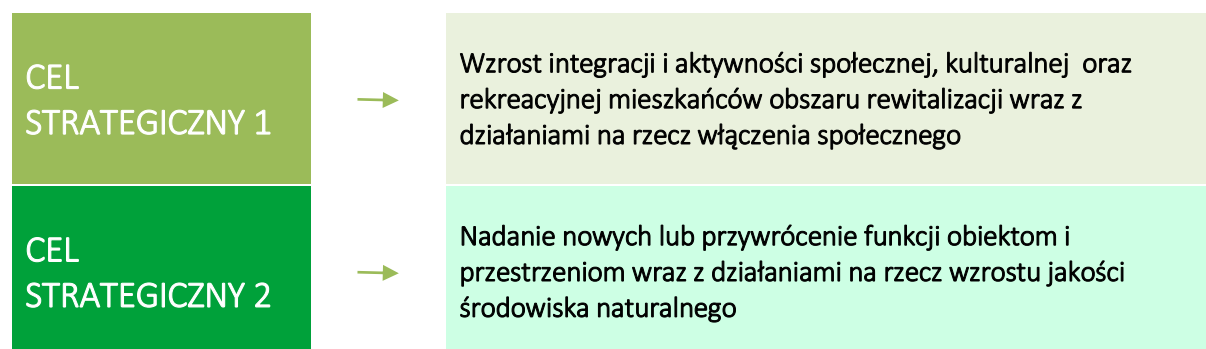 CEL
STRATEGICZNY 1
Wzrost integracji i aktywności społecznej, kulturalnej  oraz
rekreacyjnej mieszkańców obszaru rewitalizacji wraz z
działaniami na rzecz włączenia społecznego
CEL
STRATEGICZNY 2
Nadanie nowych lub przywrócenie funkcji obiektom i
przestrzeniom wraz z działaniami na rzecz wzrostu jakości
środowiska naturalnego